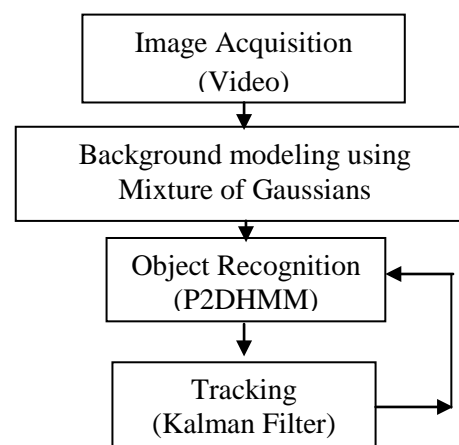 Image Acquisition
(Video)
Background modeling using
Mixture of Gaussians
Object Recognition
(P2DHMM)
Tracking
(Kalman Filter)